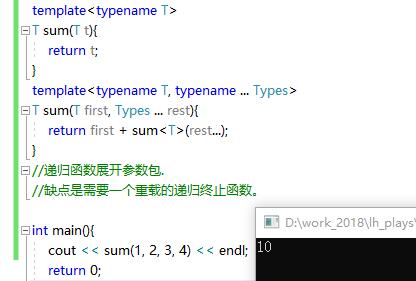 template<typename T>
T sum(T t){
return t;
}
template<typename T, typename ... Types>
T sum(T first, Types ... rest){
return first + sum<T>(rest...);
}
//递归函数展开参数包.
//缺点是需要一个重载的递归终止函数。
int main(){
cout << sum(1, 2, 3, 4) << endl;
return 0;
D:\work_2018\lh_plays\
10